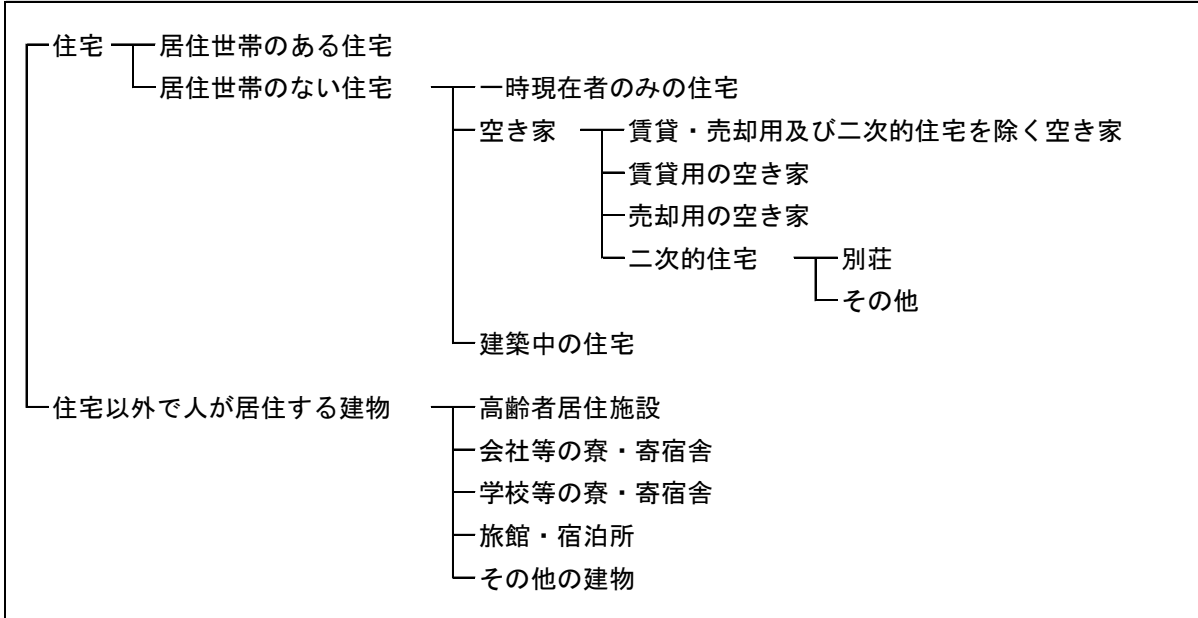 住宅 居住世帯のある住宅
居住世帯のない住宅 一時現在者のみの住宅
空き家 賃貸・売却用及び二次的住宅を除く空き家
賃貸用の空き家
売却用の空き家
二次的住宅 別荘
その他
建築中の住宅
住宅以外で人が居住する建物 高齢者居住施設
会社等の寮・寄宿舎
学校等の寮・寄宿舎
旅館・宿泊所
その他の建物